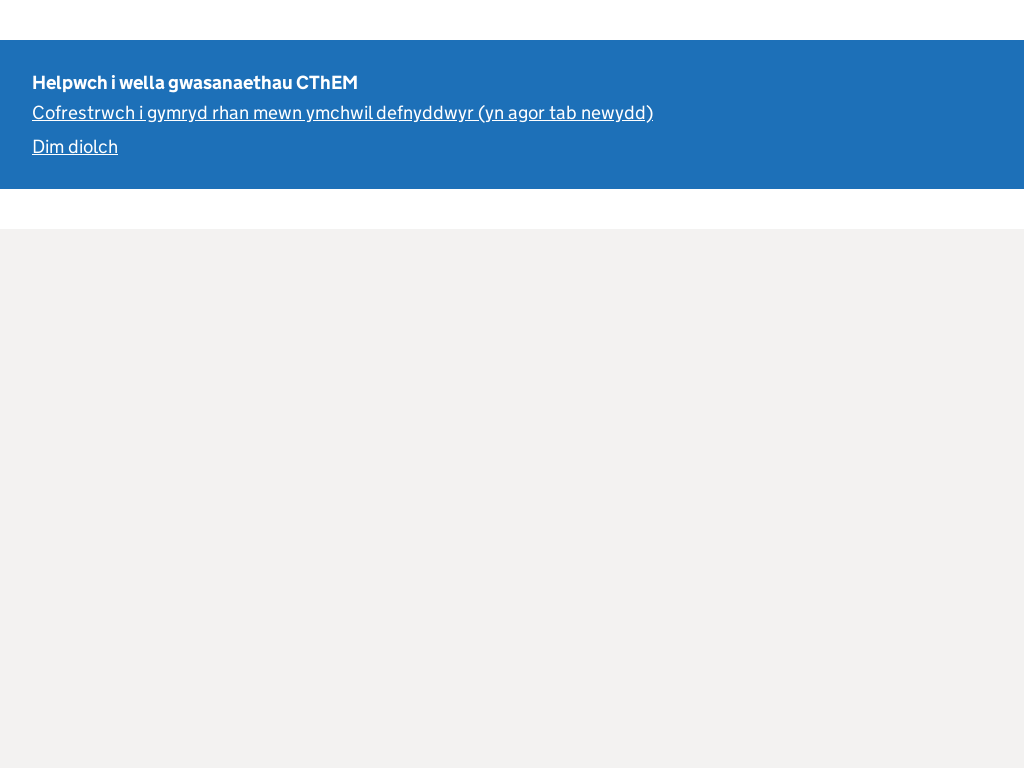 Helpwch i wella gwasanaethau CThEM
Cofrestrwch i gymryd rhan mewn ymchwil defnyddwyr (yn agor tab newydd)
Dim diolch